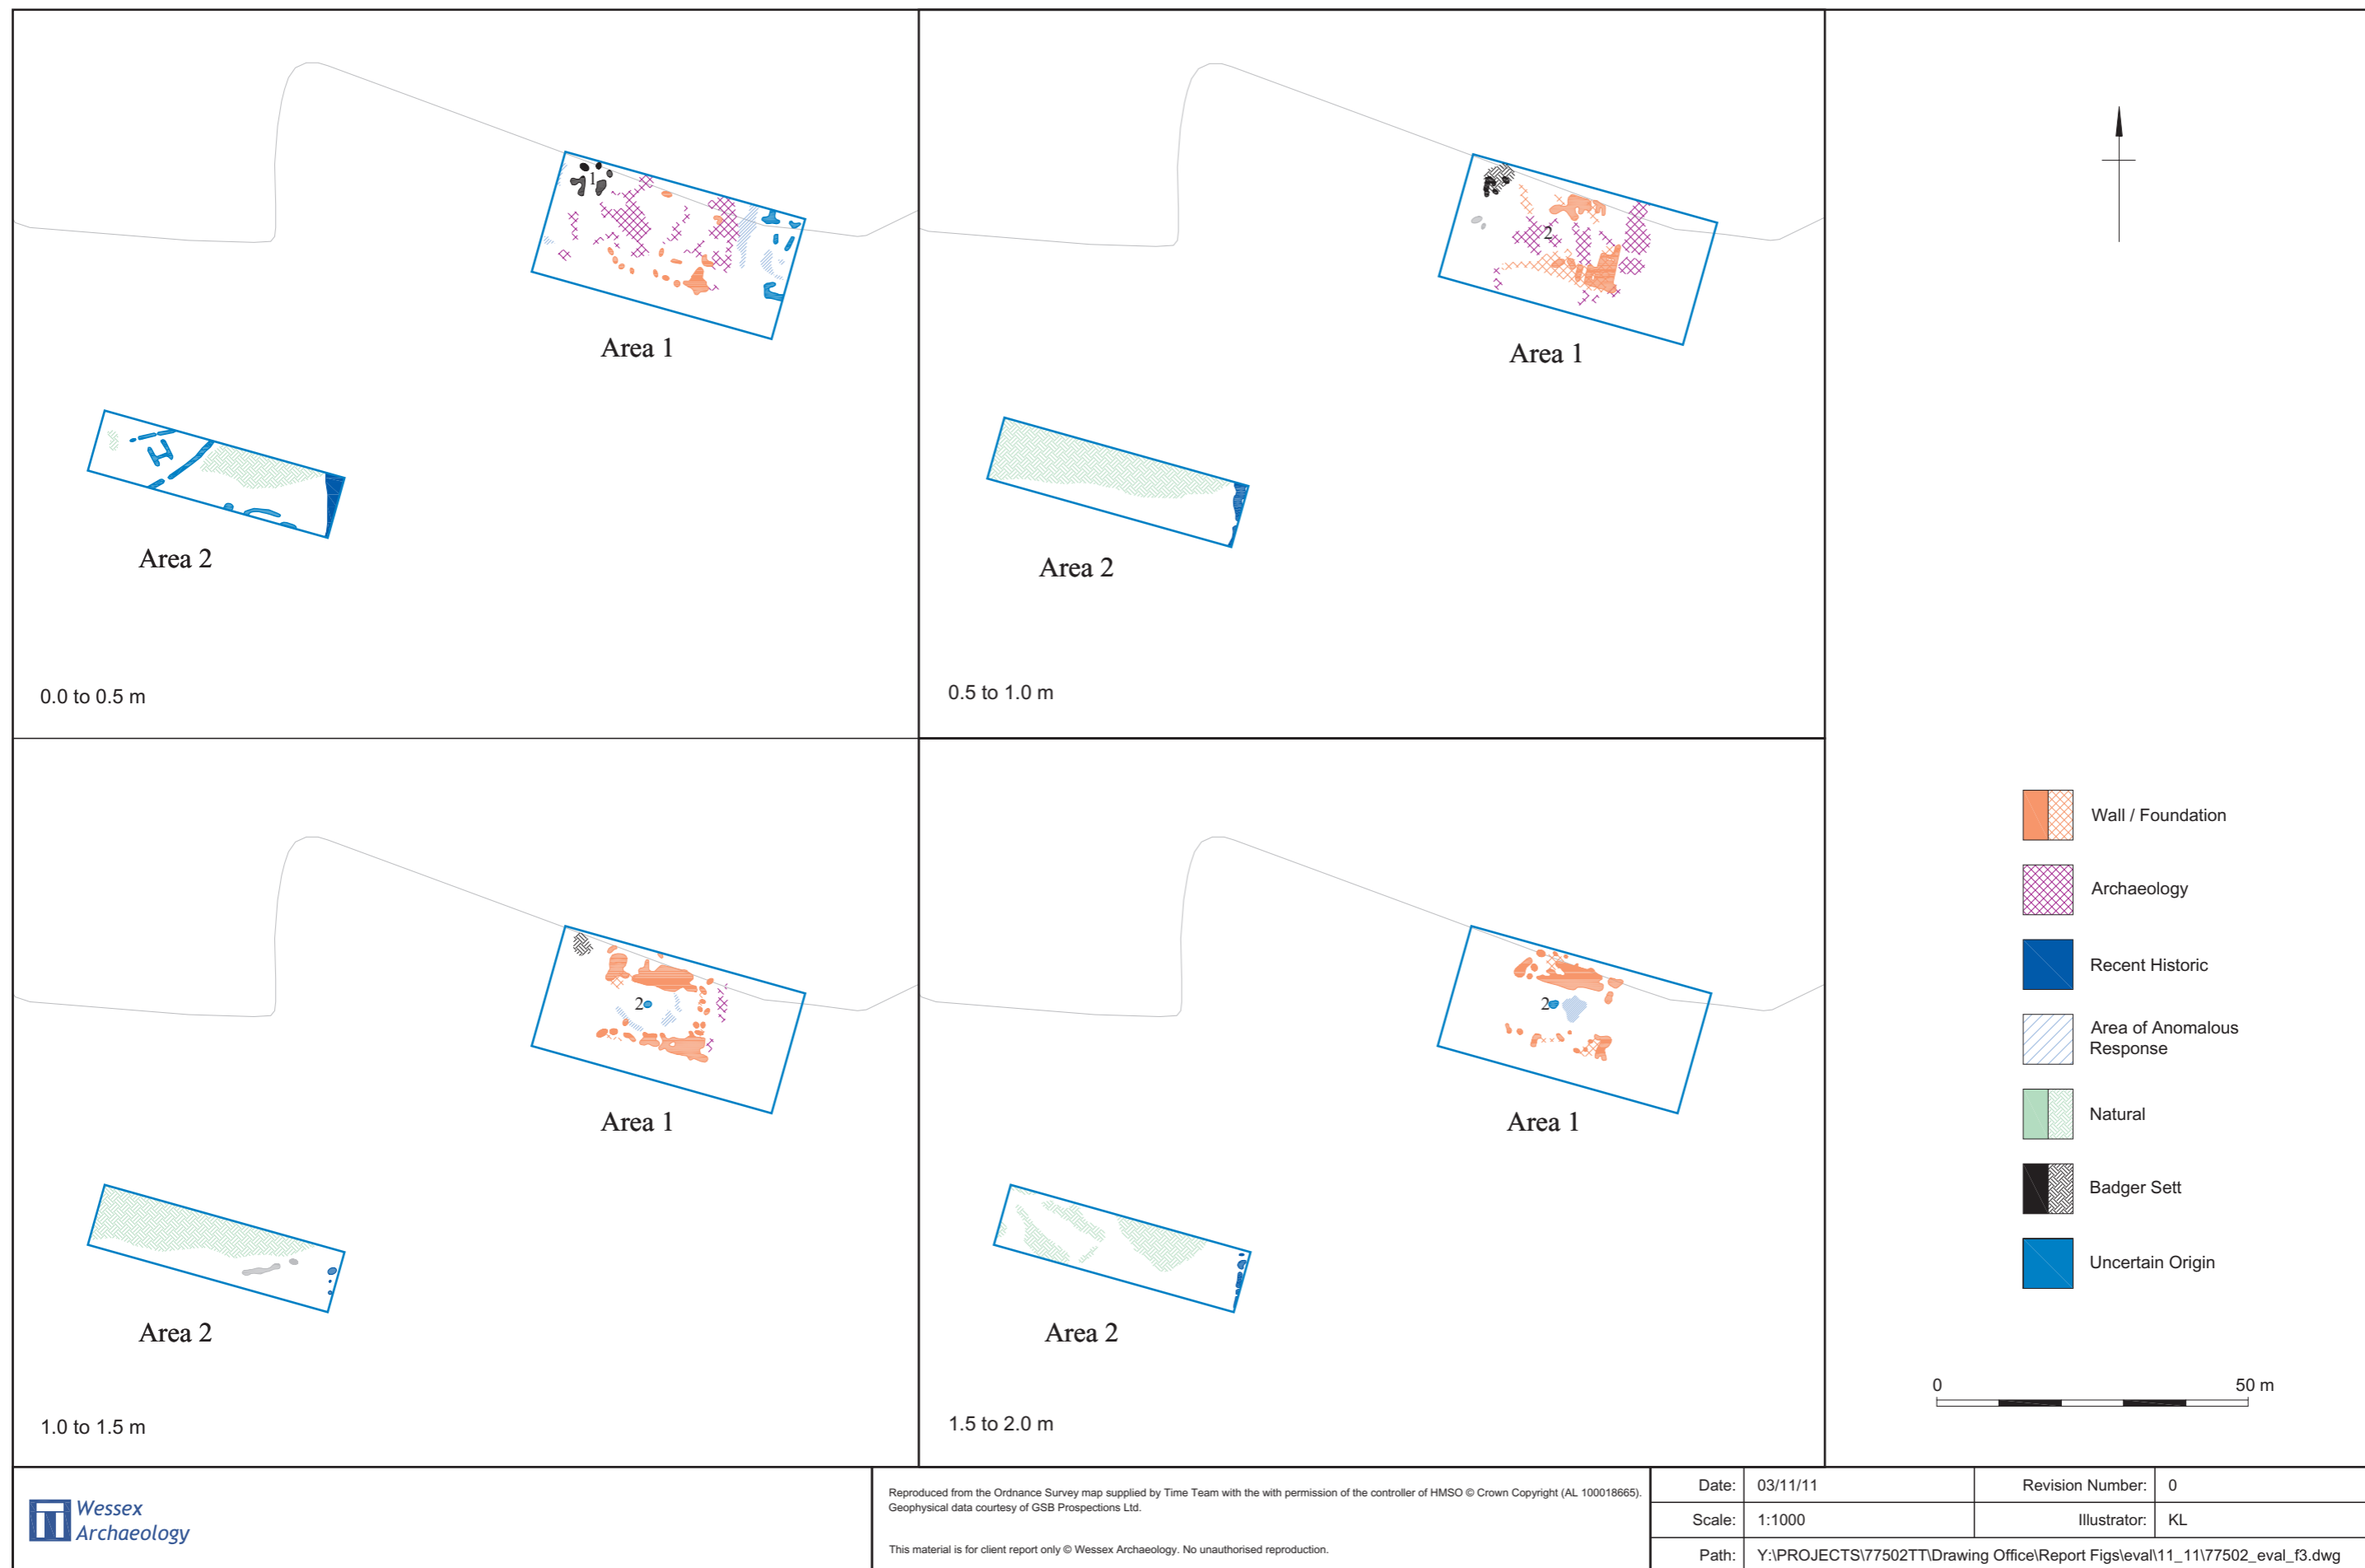 1
Area 1
Area 2
0.0 to 0.5 m
2
Area 1
Area 2
0.5 to 1.0 m
2
Area 1
Area 2
1.0 to 1.5 m
2
Area 1
Area 2
1.5 to 2.0 m
Wall / Foundation
Archaeology
Recent Historic
Area of Anomalous
Response
Natural
Badger Sett
Uncertain Origin
0 50 m
Wessex
Archaeology
Reproduced from the Ordnance Survey map supplied by Time Team with the with permission of the controller of HMSO © Crown Copyright (AL 100018665).
Geophysical data courtesy of GSB Prospections Ltd.
This material is for client report only © Wessex Archaeology. No unauthorised reproduction.
Date: 03/11/11 Revision Number: 0
Scale: 1:1000 Illustrator: KL
Path: Y:\PROJECTS\77502TT\Drawing Office\Report Figs\eval\11_11\77502_eval_f3.dwg